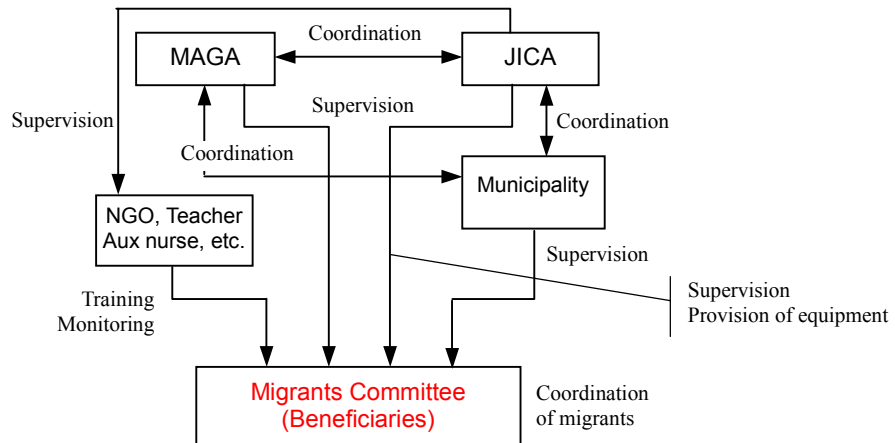 Coordination
MAGA
JICA
Supervision
Supervision
Coordination
Coordination
Municipality
NGO, Teacher
Aux nurse, etc.
Supervision
Training
Monitoring
Supervision
Provision of equipment
Migrants Committee
(Beneficiaries)
Coordination
of migrants